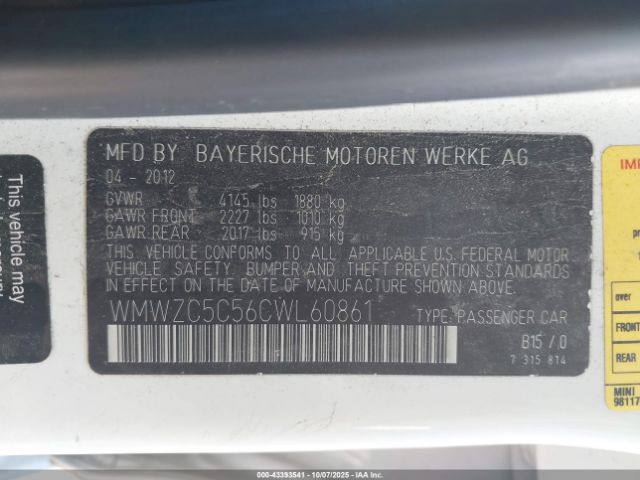 MFD BY BAYERISCHE MOTOREN WERKE AG
04 - 2012
GVWR - 4145 lbs 1880 kg
GAWR FRONT 2227 lbs 1010 kg
GAWR REAR 2017 lbs 915 kg
THIS VEHICLE CONFORMS TO ALL APPLICABLE U.S. FEDERAL MOTOR
VEHICLE SAFETY, BUMPER AND THEFT PREVENTION STANDARDS
IN EFFECT ON THE DATE OF MANUFACTURE SHOWN ABOVE.
WMWZC5C56CWL60861 TYPE: PASSENGER CAR
B15 / 0
7 315 814
This vehicle may
over
FRONT
REAR
MINI
98117
000-43393541 - 10/07/2025 - COPYRIGHT IAA